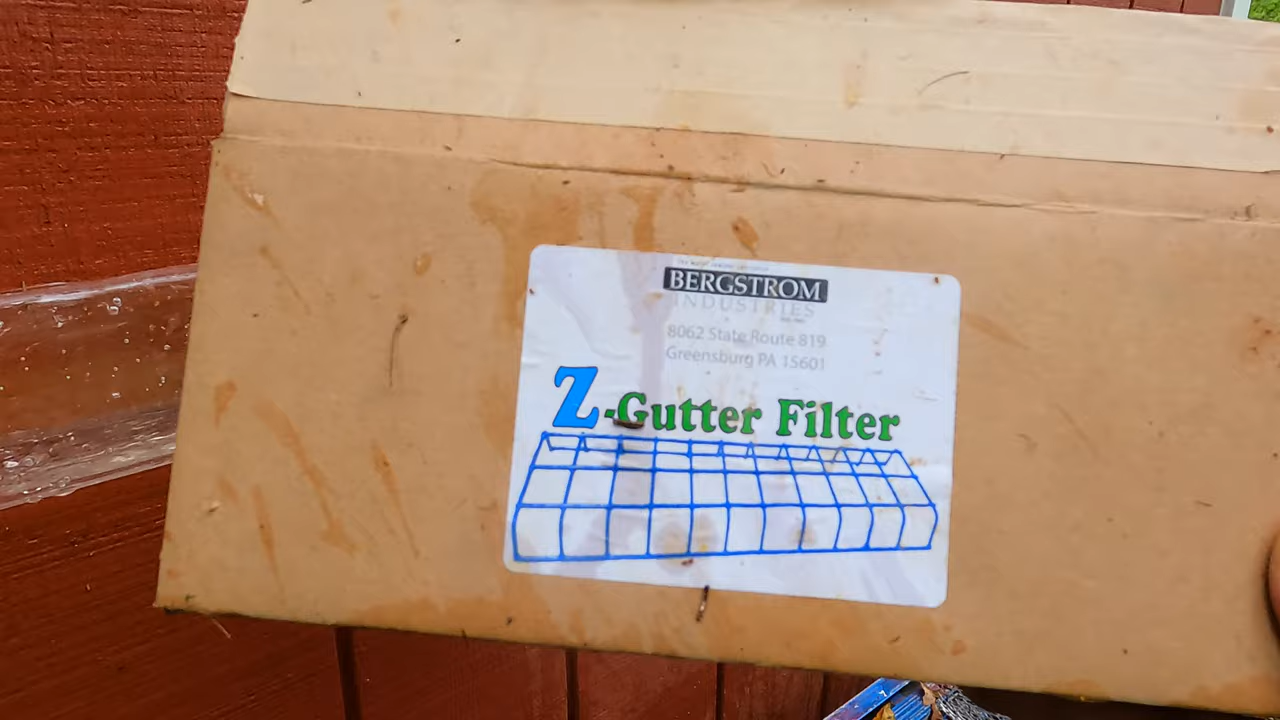 BERGSTROM
INDUSTRIES
8062 State Route 819
Greensburg PA 15601
Z-Gutter Filter